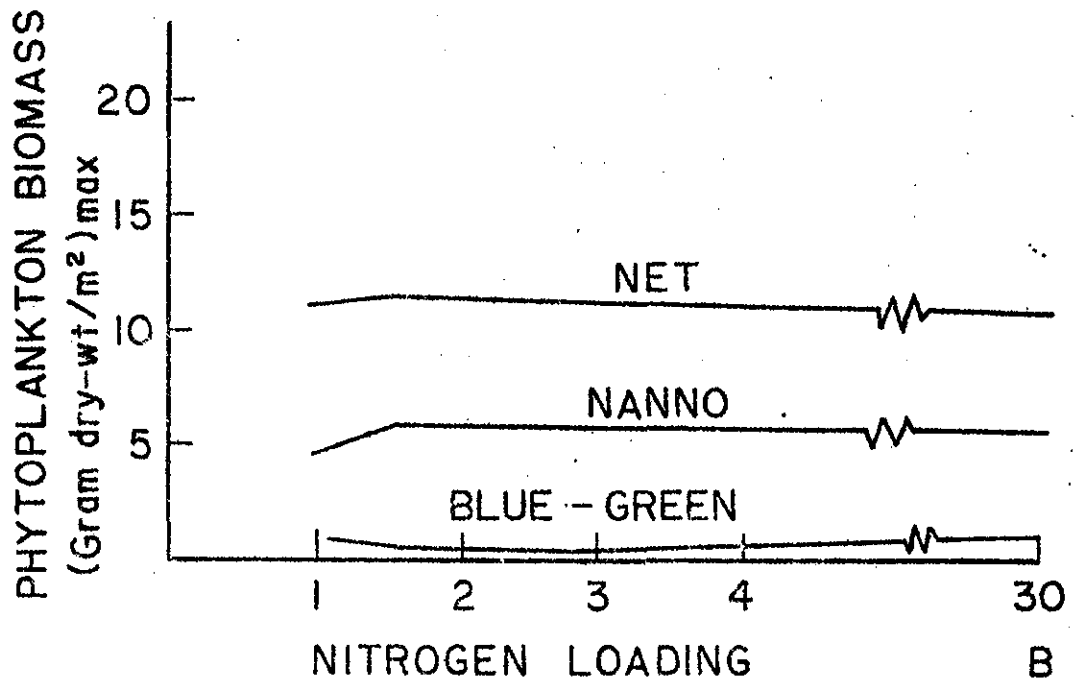 PHYTOPLANKTON BIOMASS
(Gram dry-wt/m²)max
20
15
10
5
NET
NANNO
BLUE-GREEN
1 2 3 4 30
NITROGEN LOADING B